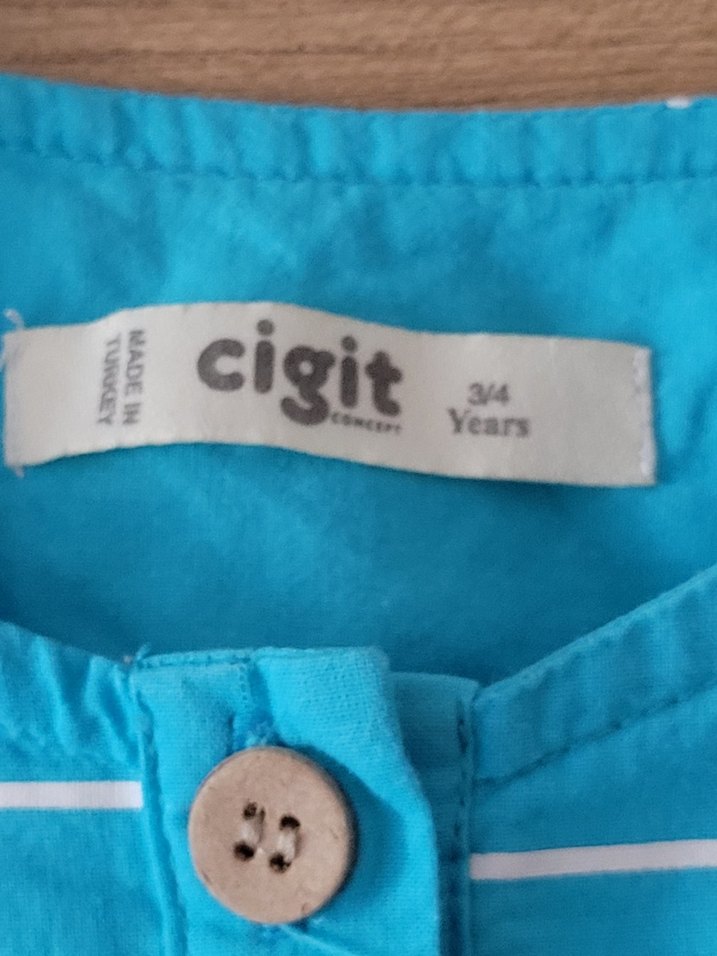 MADE IN
TURKEY
cigit
CONCEPT
3/4
Years